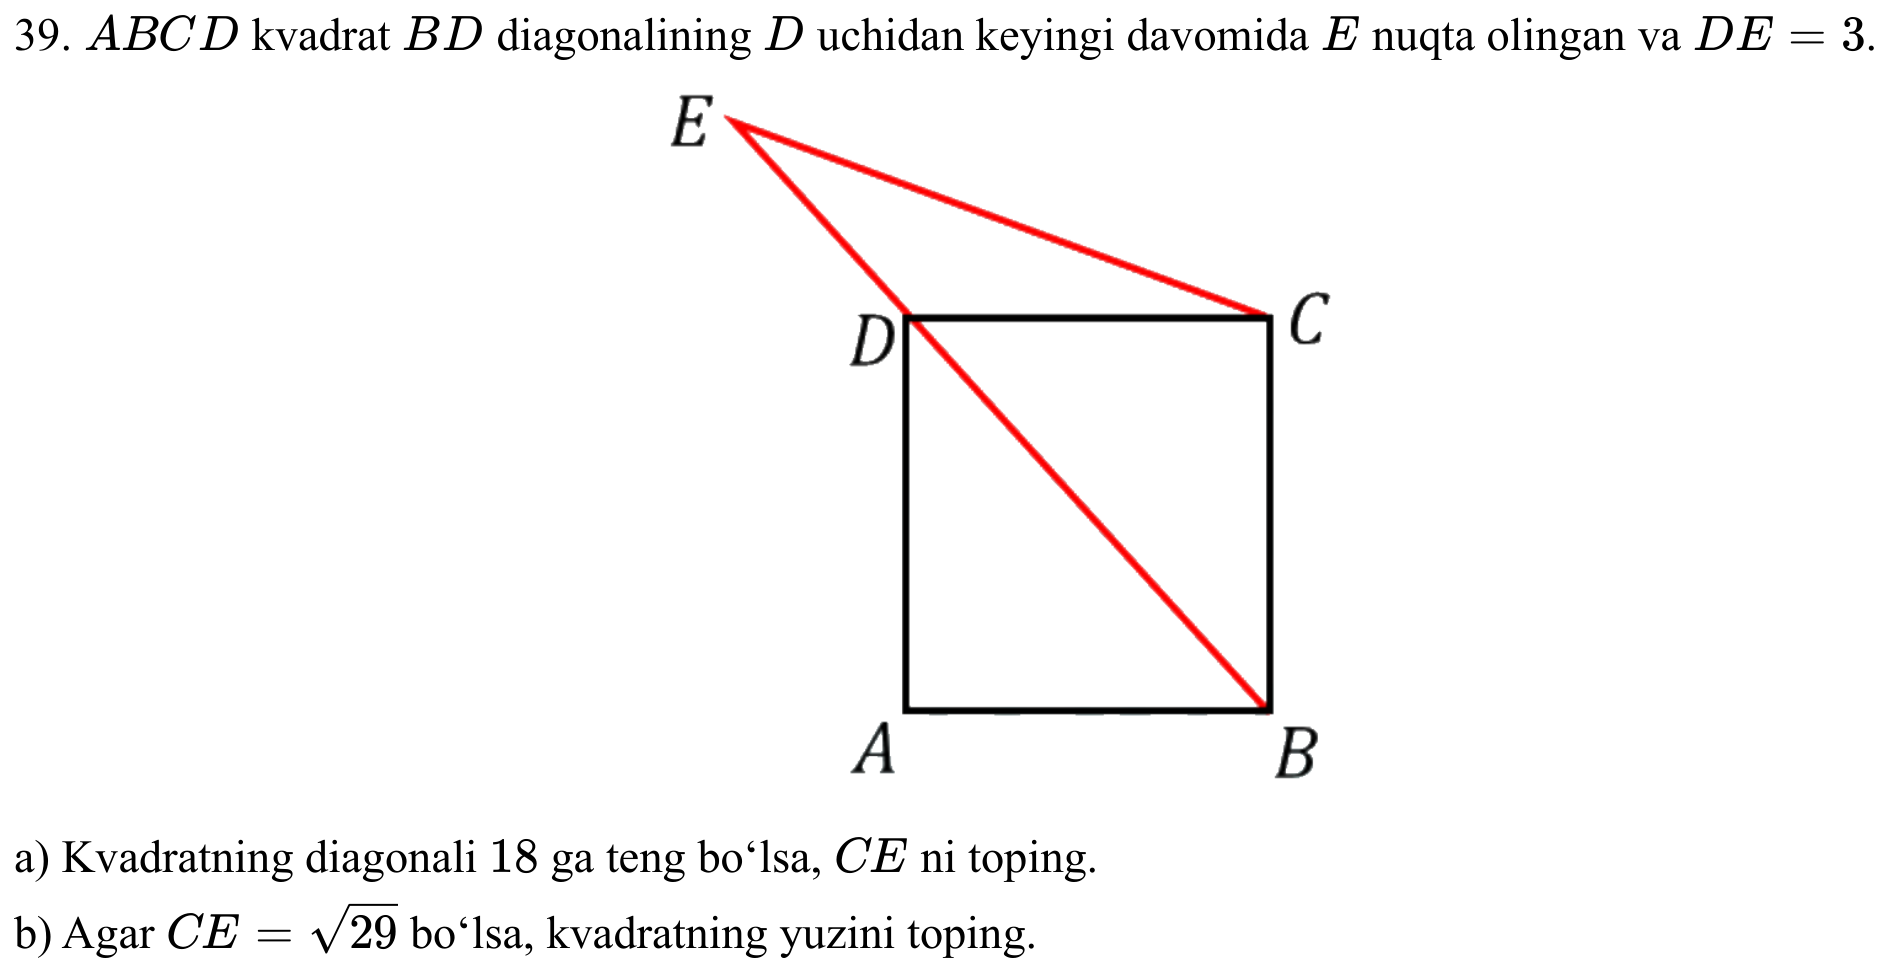 39. ABCD kvadrat BD diagonalining D uchidan keyingi davomida E nuqta olingan va DE = 3.
E
D
C
A
B
a) Kvadratning diagonali 18 ga teng bo‘lsa, CE ni toping.
b) Agar CE = √29 bo‘lsa, kvadratning yuzini toping.